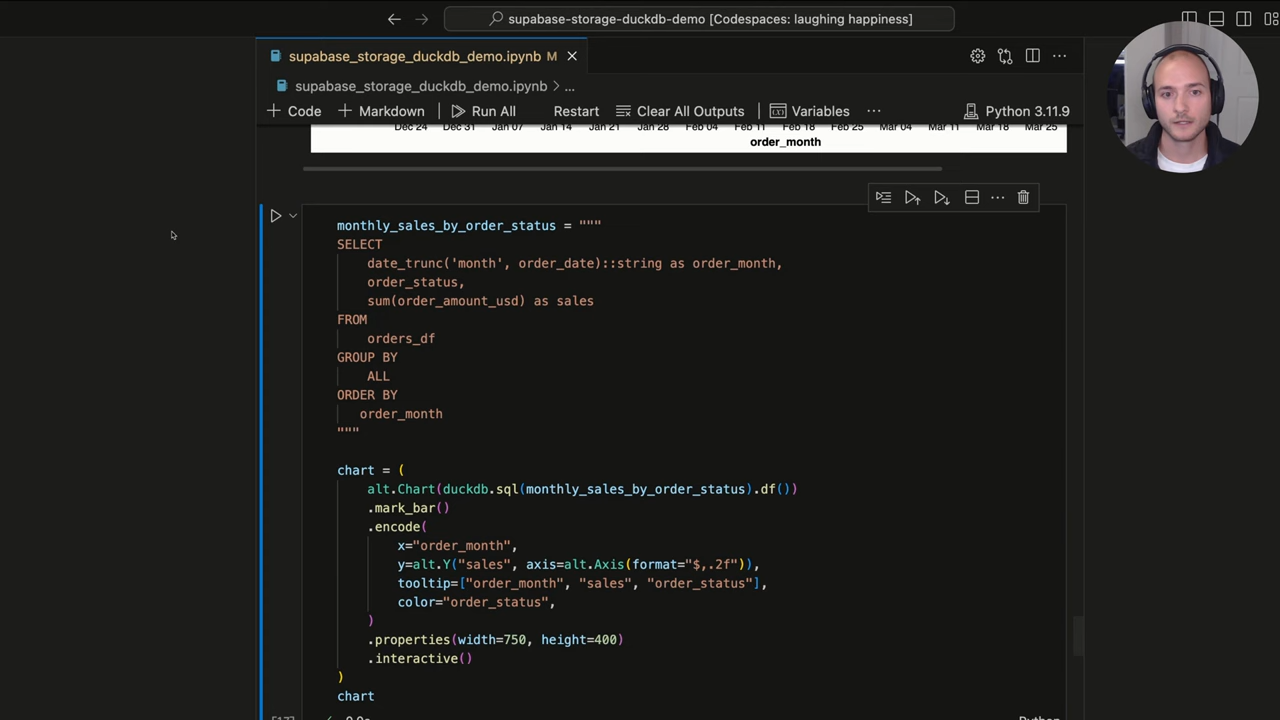 supabase-storage-duckdb-demo [Codespaces: laughing happiness]
supabase_storage_duckdb_demo.ipynb M
supabase_storage_duckdb_demo.ipynb > ...
+ Code + Markdown Run All Restart Clear All Outputs Variables ... Python 3.11.9
Dec 24 Dec 31 Jan 07 Jan 14 Jan 21 Jan 28 Feb 04 Feb 11 Feb 18 Feb 25 Mar 04 Mar 11 Mar 18 Mar 25
order_month
monthly_sales_by_order_status = """
SELECT
date_trunc('month', order_date)::string as order_month,
order_status,
sum(order_amount_usd) as sales
FROM
orders_df
GROUP BY
ALL
ORDER BY
order_month
"""
chart = (
alt.Chart(duckdb.sql(monthly_sales_by_order_status).df())
.mark_bar()
.encode(
x="order_month",
y=alt.Y("sales", axis=alt.Axis(format="$,.2f")),
tooltip=["order_month", "sales", "order_status"],
color="order_status",
)
.properties(width=750, height=400)
.interactive()
)
chart